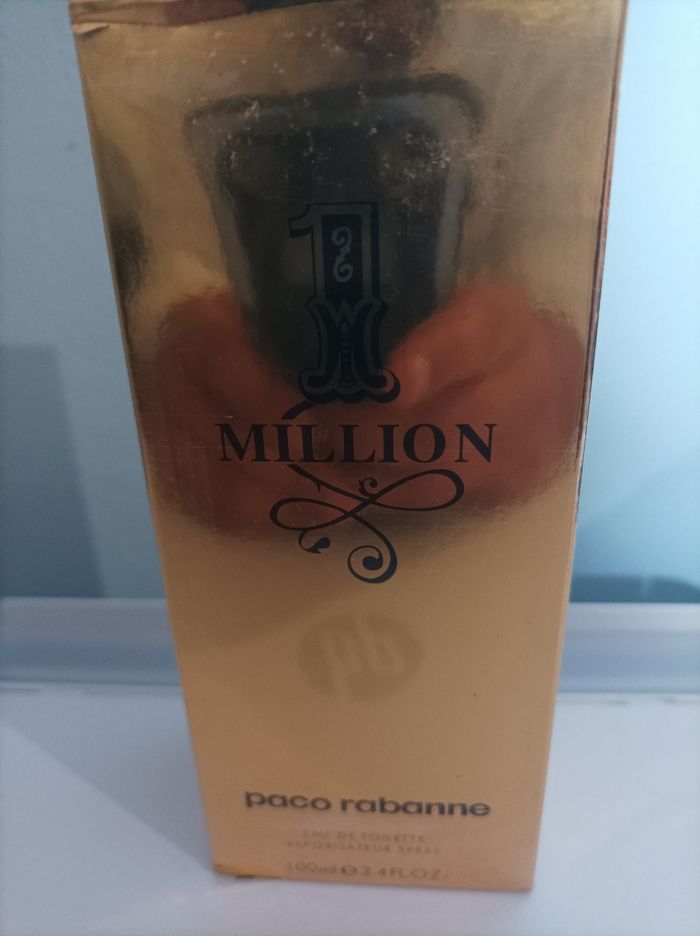 1
MILLION
paco rabanne
EAU DE TOILETTE
VAPORISATEUR SPRAY
100ml ℮ 3.4FL.OZ.